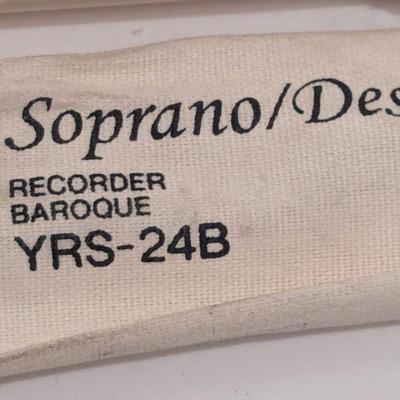 Soprano/Des
RECORDER
BAROQUE
YRS-24B